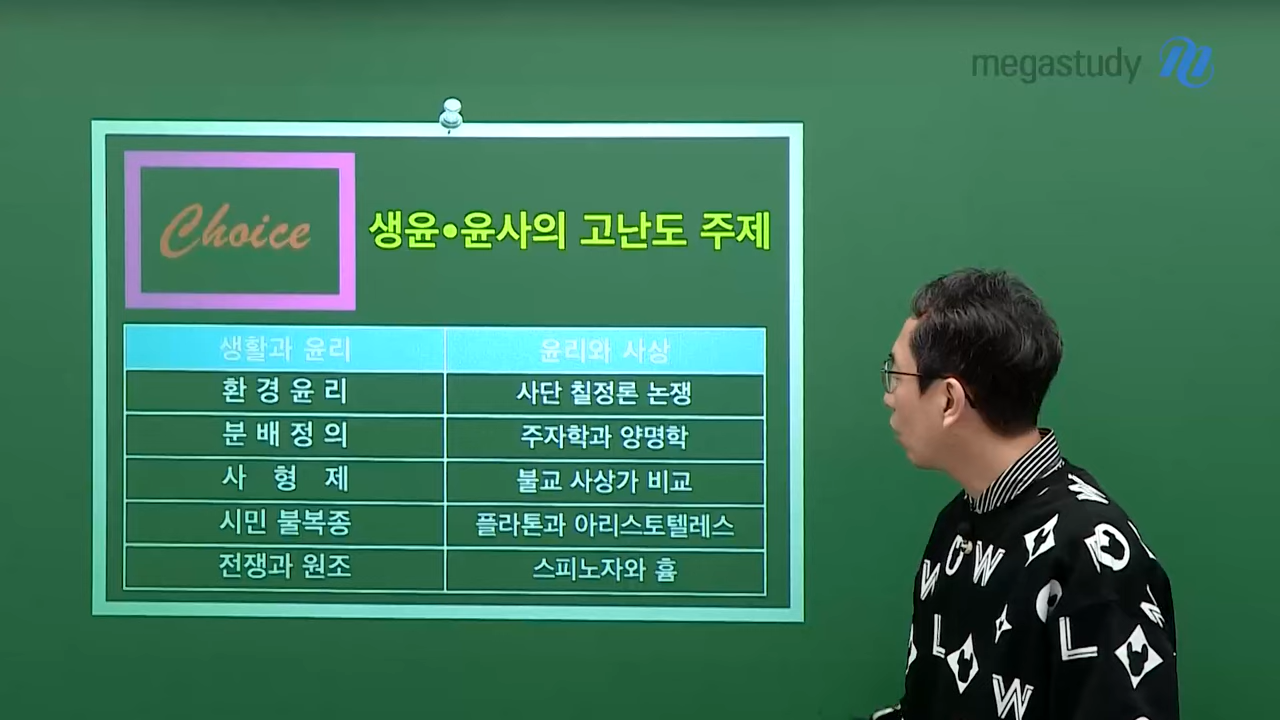 megastudy
Choice
생윤•윤사의 고난도 주제
생활과 윤리 윤리와 사상
환 경 윤 리 사단 칠정론 논쟁
분 배 정 의 주자학과 양명학
사 형 제 불교 사상가 비교
시민 불복종 플라톤과 아리스토텔레스
전쟁과 원조 스피노자와 흄